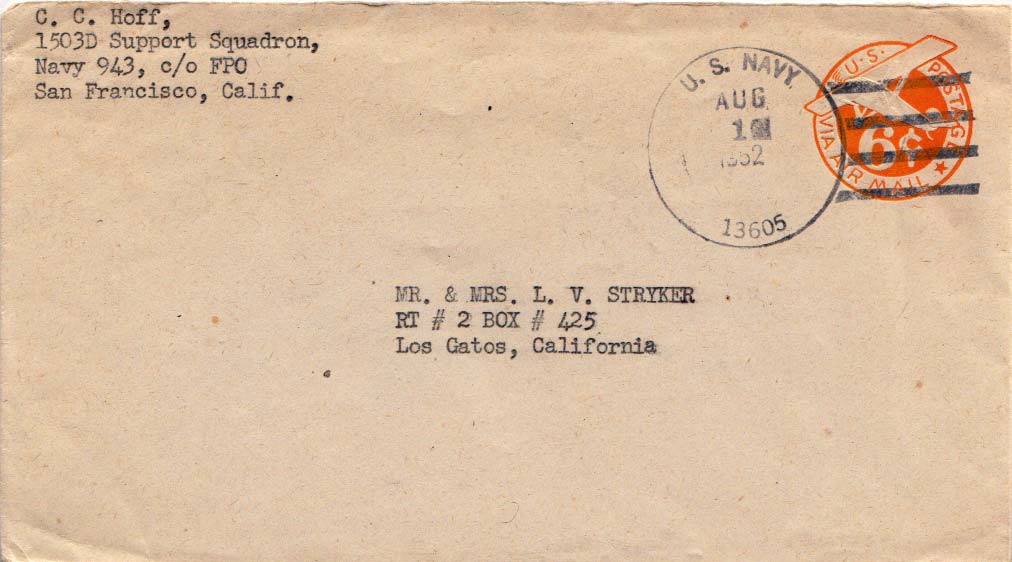 C. C. Hoff,
1503D Support Squadron,
Navy 943, c/o FPO
San Francisco, Calif.
U. S. NAVY
AUG
1952
13605
U.S. POSTAGE
6¢
VIA AIR MAIL
MR. & MRS. L. V. STRYKER
RT # 2 BOX # 425
Los Gatos, California